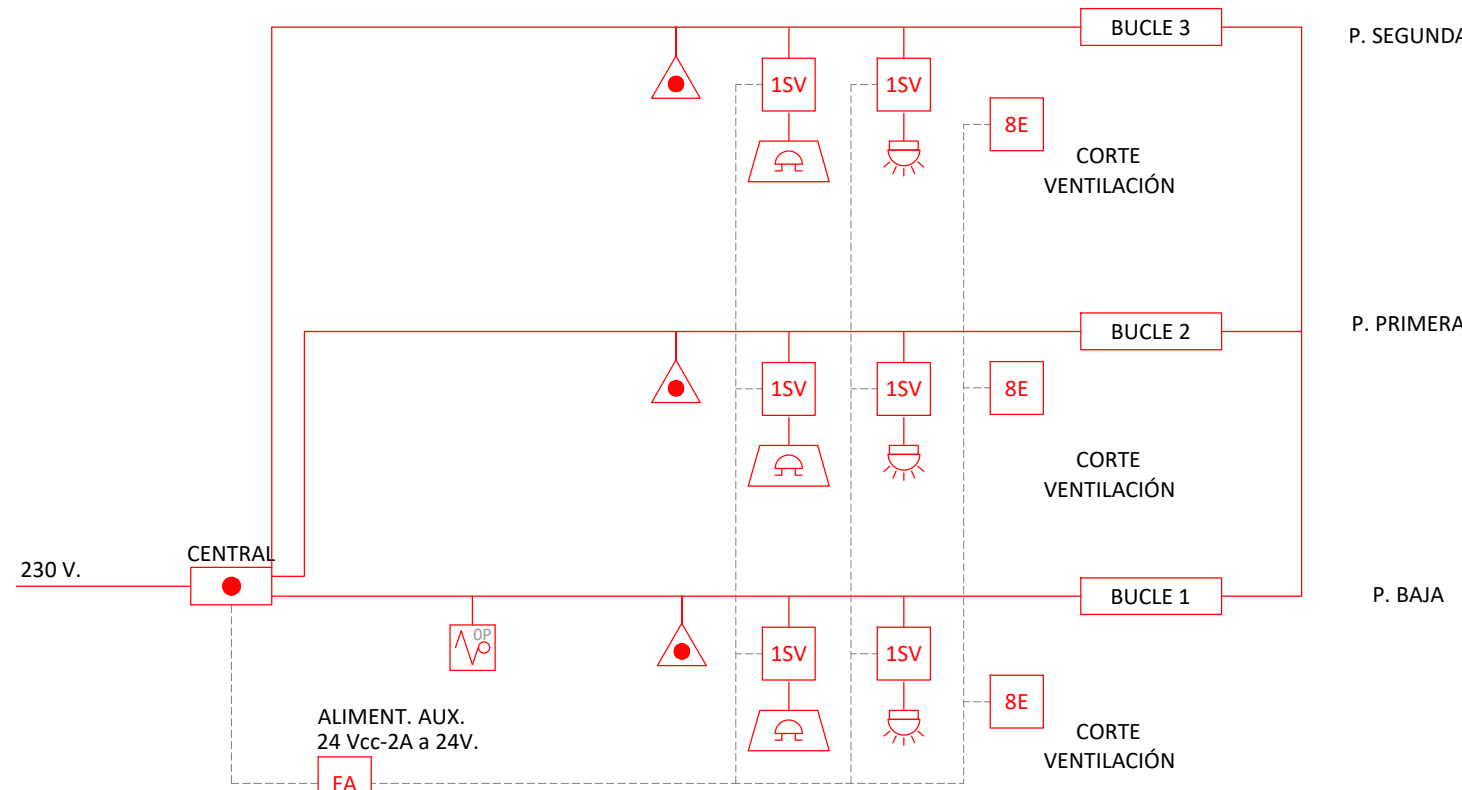 BUCLE 3
P. SEGUNDA
1SV
1SV
8E
CORTE
VENTILACIÓN
BUCLE 2
P. PRIMERA
1SV
1SV
8E
CORTE
VENTILACIÓN
CENTRAL
230 V.
BUCLE 1
P. BAJA
OP
1SV
1SV
8E
ALIMENT. AUX.
24 Vcc-2A a 24V.
CORTE
VENTILACIÓN